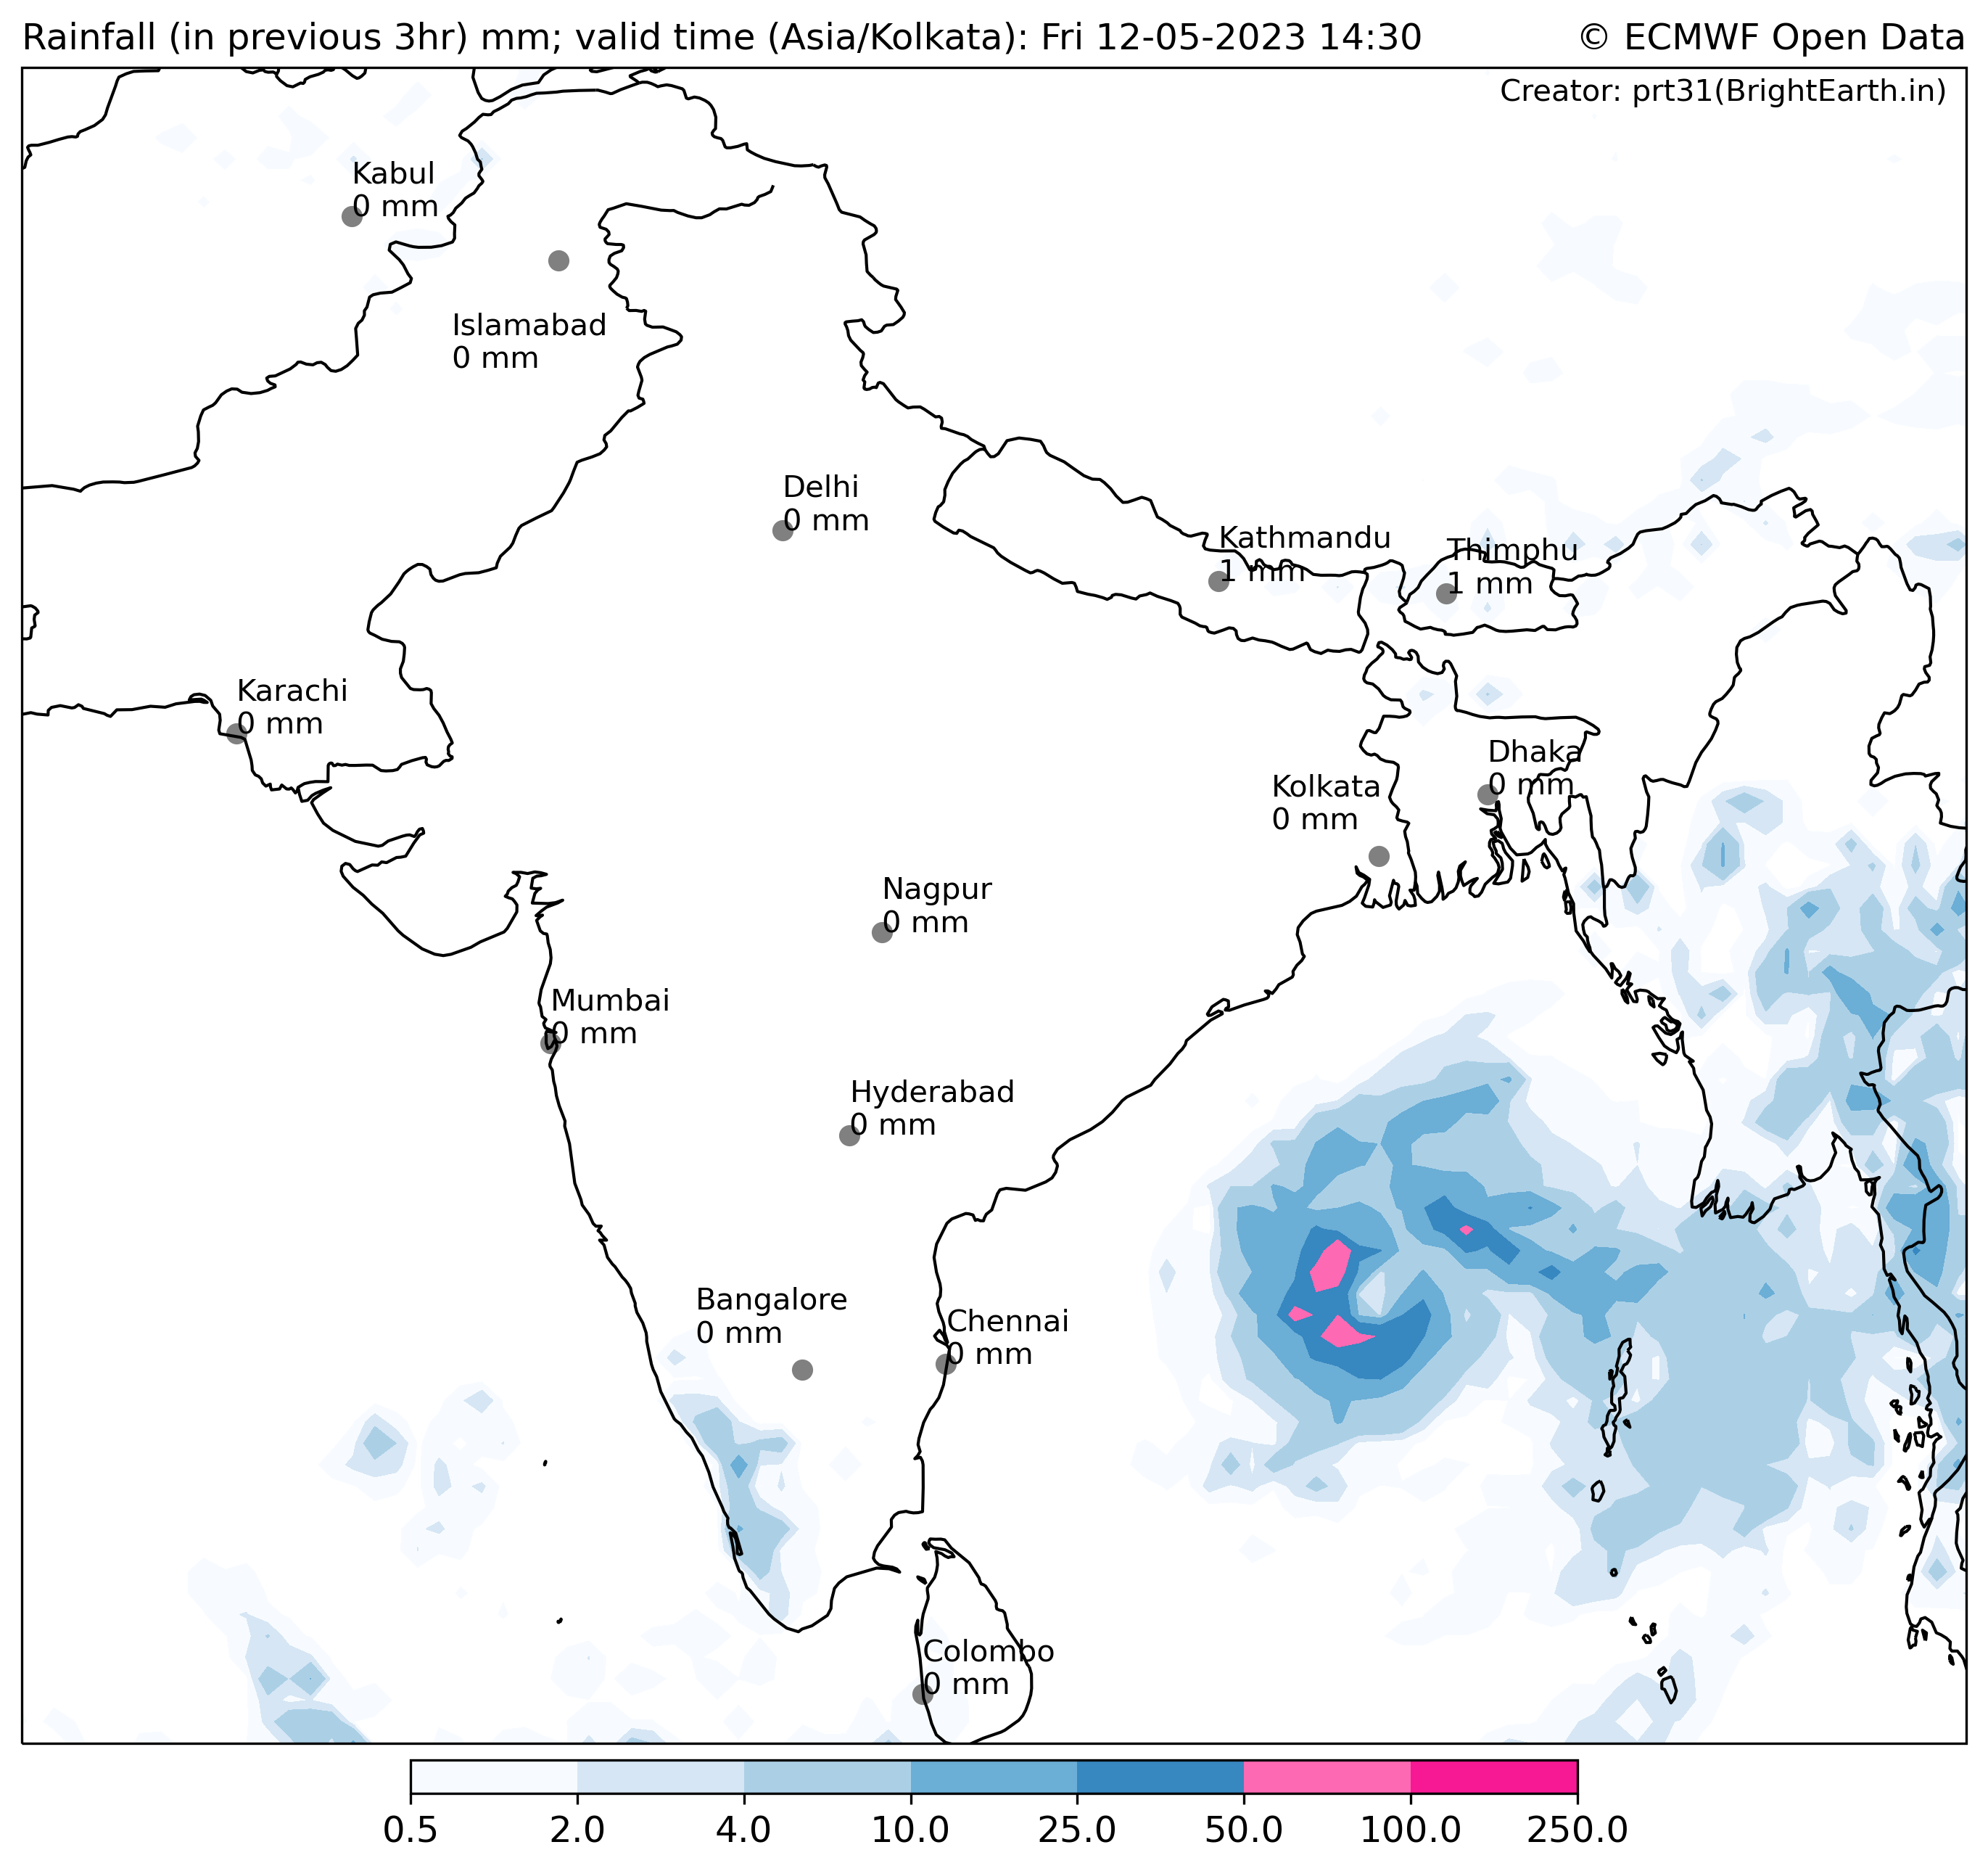 Rainfall (in previous 3hr) mm; valid time (Asia/Kolkata): Fri 12-05-2023 14:30
© ECMWF Open Data
Creator: prt31(BrightEarth.in)
Kabul
0 mm
Islamabad
0 mm
Delhi
0 mm
Kathmandu
1 mm
Thimphu
1 mm
Karachi
0 mm
Dhaka
0 mm
Kolkata
0 mm
Nagpur
0 mm
Mumbai
0 mm
Hyderabad
0 mm
Bangalore
0 mm
Chennai
0 mm
Colombo
0 mm
0.5 2.0 4.0 10.0 25.0 50.0 100.0 250.0